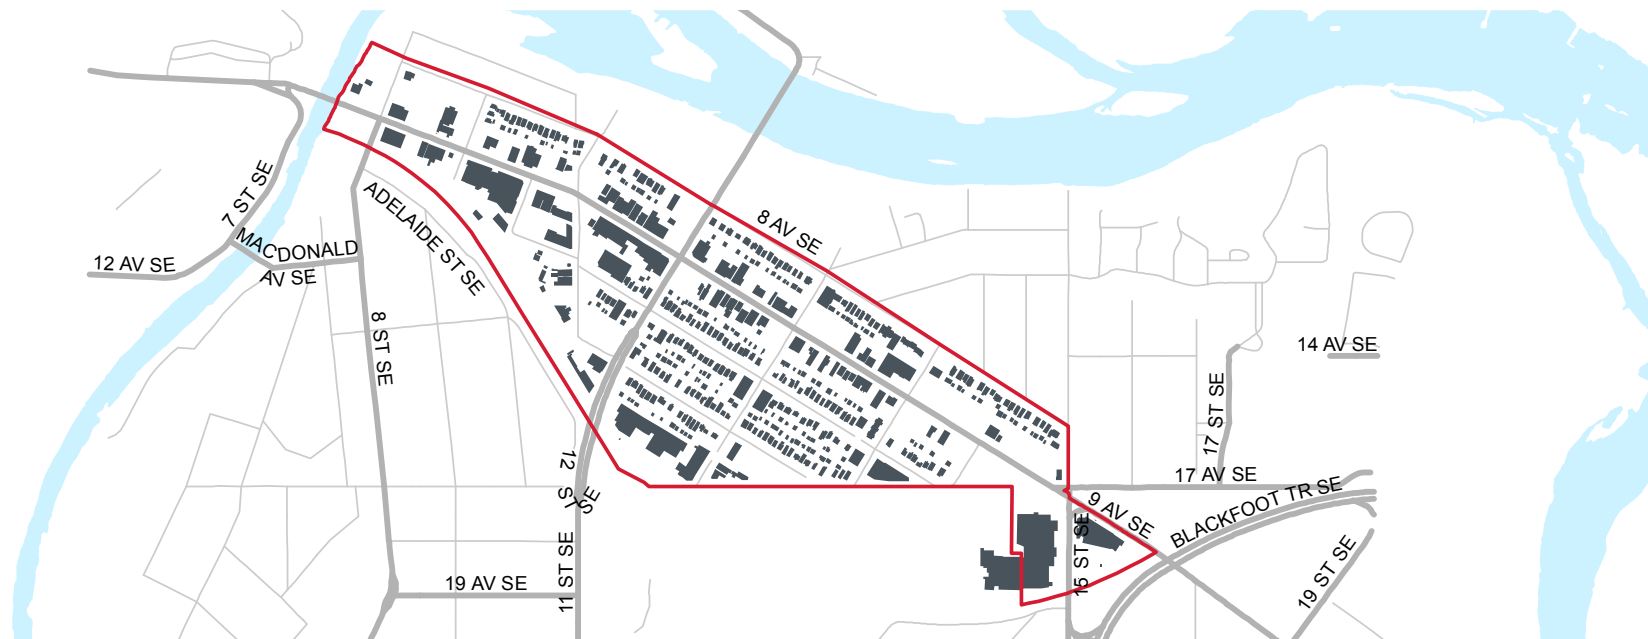 7 ST SE
8 AV SE
ADELAIDE ST SE
MACDONALD
AV SE
12 AV SE
8 ST SE
14 AV SE
17 ST SE
12
ST
SE
17 AV SE
9 AV SE
BLACKFOOT TR SE
15 ST SE
11 ST SE
19 AV SE
19 ST SE